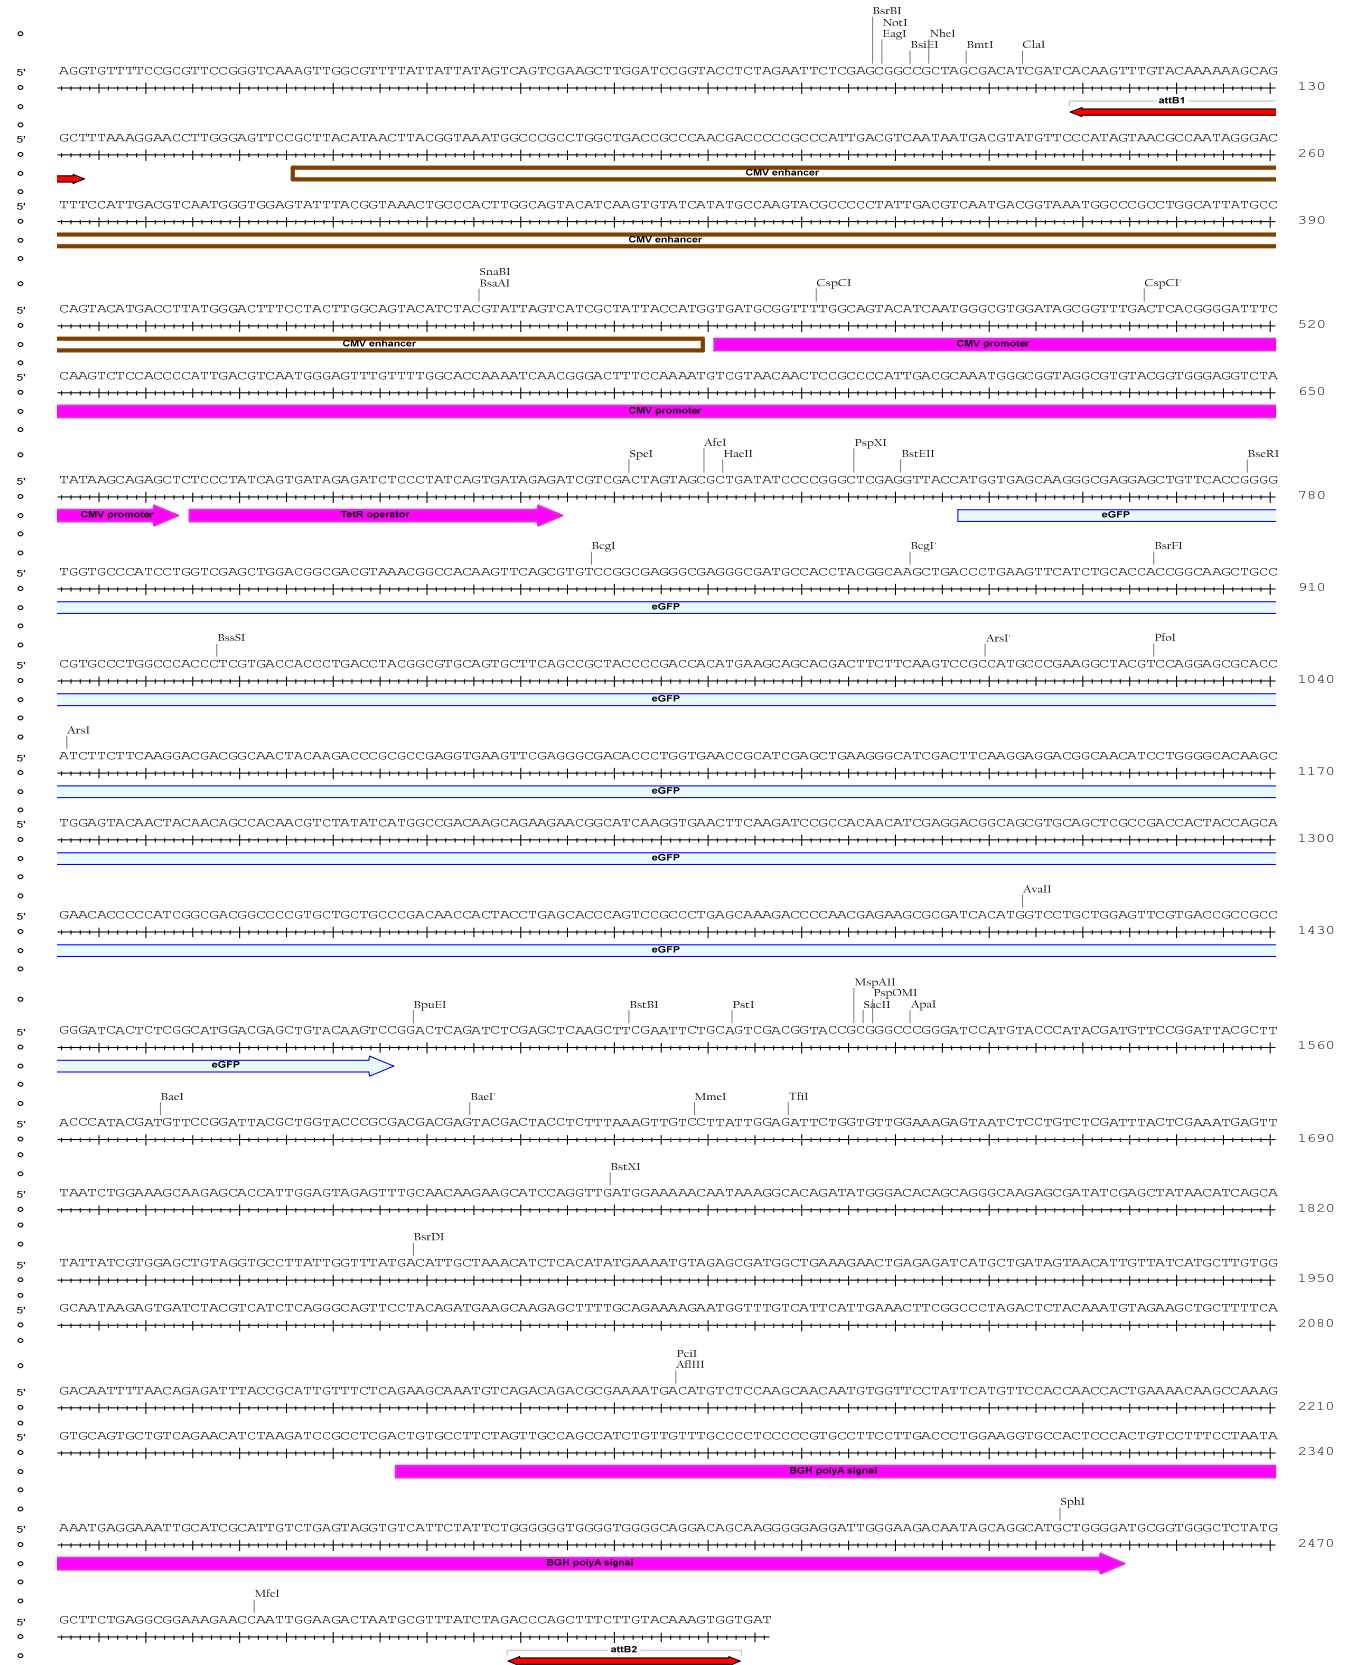 BsrBI
NotI
EagI NheI
BsiEI BmtI ClaI
5' AGGTGTTTTCCGCGTTCCGGGTCAAAGTTGGCGTTTTATTATTATAGTCAGTCGAAGCTTGGATCCGGTACCTCTAGAATTCTCGAGCGGCCGCTAGCGACATCGATCACAAGTTTGTACAAAAAAGCAG
130
attB1
5' GCTTTAAAGGAACCTTGGGAGTTCCGCTTACATAACTTACGGTAAATGGCCCGCCTGGCTGACCGCCCAACGACCCCCGCCCATTGACGTCAATAATGACGTATGTTCCCATAGTAACGCCAATAGGGAC
260
CMV enhancer
5' TTTCCATTGACGTCAATGGGTGGAGTATTTACGGTAAACTGCCCACTTGGCAGTACATCAAGTGTATCATATGCCAAGTACGCCCCCTATTGACGTCAATGACGGTAAATGGCCCGCCTGGCATTATGCC
390
CMV enhancer
SnaBI
BsaAI CspCI CspCI'
5' CAGTACATGACCTTATGGGACTTTCCTACTTGGCAGTACATCTACGTATTAGTCATCGCTATTACCATGGTGATGCGGTTTTGGCAGTACATCAATGGGCGTGGATAGCGGTTTGACTCACGGGGATTTC
520
CMV enhancer CMV promoter
5' CAAGTCTCCACCCCATTGACGTCAATGGGAGTTTGTTTTGGCACCAAAATCAACGGGACTTTCCAAAATGTCGTAACAACTCCGCCCCATTGACGCAAATGGGCGGTAGGCGTGTACGGTGGGAGGTCTA
650
CMV promoter
AfeI PspXI
SpeI HaeII BstEII BseRI
5' TATAAGCAGAGCTCTCCCTATCAGTGATAGAGATCTCCCTATCAGTGATAGAGATCGTCGACTAGTAGCGCTGATATCCCCGGGCTCGAGGTTACCATGGTGAGCAAGGGCGAGGAGCTGTTCACCGGGG
780
CMV promoter TetR operator eGFP
BcgI BcgI' BsrFI
5' TGGTGCCCATCCTGGTCGAGCTGGACGGCGACGTAAACGGCCACAAGTTCAGCGTGTCCGGCGAGGGCGAGGGCGATGCCACCTACGGCAAGCTGACCCTGAAGTTCATCTGCACCACCGGCAAGCTGCC
910
eGFP
BssSI ArsI' PfoI
5' CGTGCCCTGGCCCACCCTCGTGACCACCCTGACCTACGGCGTGCAGTGCTTCAGCCGCTACCCCGACCACATGAAGCAGCACGACTTCTTCAAGTCCGCCATGCCCGAAGGCTACGTCCAGGAGCGCACC
1040
eGFP
ArsI
5' ATCTTCTTCAAGGACGACGGCAACTACAAGACCCGCGCCGAGGTGAAGTTCGAGGGCGACACCCTGGTGAACCGCATCGAGCTGAAGGGCATCGACTTCAAGGAGGACGGCAACATCCTGGGGCACAAGC
1170
eGFP
5' TGGAGTACAACTACAACAGCCACAACGTCTATATCATGGCCGACAAGCAGAAGAACGGCATCAAGGTGAACTTCAAGATCCGCCACAACATCGAGGACGGCAGCGTGCAGCTCGCCGACCACTACCAGCA
1300
eGFP
AvaII
5' GAACACCCCCATCGGCGACGGCCCCGTGCTGCTGCCCGACAACCACTACCTGAGCACCCAGTCCGCCCTGAGCAAAGACCCCAACGAGAAGCGCGATCACATGGTCCTGCTGGAGTTCGTGACCGCCGCC
1430
eGFP
MspA1I
PspOMI
BpuEI BstBI PstI SacII ApaI
5' GGGATCACTCTCGGCATGGACGAGCTGTACAAGTCCGGACTCAGATCTCGAGCTCAAGCTTCGAATTCTGCAGTCGACGGTACCGCGGGCCCGGGATCCATGTACCCATACGATGTTCCGGATTACGCTT
1560
eGFP
BaeI BaeI' MmeI TfiI
5' ACCCATACGATGTTCCGGATTACGCTGGTACCCGCGACGACGAGTACGACTACCTCTTTAAAGTTGTCCTTATTGGAGATTCTGGTGTTGGAAAGAGTAATCTCCTGTCTCGATTTACTCGAAATGAGTT
1690
BstXI
5' TAATCTGGAAAGCAAGAGCACCATTGGAGTAGAGTTTGCAACAAGAAGCATCCAGGTTGATGGAAAAACAATAAAGGCACAGATATGGGACACAGCAGGGCAAGAGCGATATCGAGCTATAACATCAGCA
1820
BsrDI
5' TATTATCGTGGAGCTGTAGGTGCCTTATTGGTTTATGACATTGCTAAACATCTCACATATGAAAATGTAGAGCGATGGCTGAAAGAACTGAGAGATCATGCTGATAGTAACATTGTTATCATGCTTGTGG
1950
5' GCAATAAGAGTGATCTACGTCATCTCAGGGCAGTTCCTACAGATGAAGCAAGAGCTTTTGCAGAAAAGAATGGTTTGTCATTCATTGAAACTTCGGCCCTAGACTCTACAAATGTAGAAGCTGCTTTTCA
2080
PciI
AflIII
5' GACAATTTTAACAGAGATTTACCGCATTGTTTCTCAGAAGCAAATGTCAGACAGACGCGAAAATGACATGTCTCCAAGCAACAATGTGGTTCCTATTCATGTTCCACCAACCACTGAAAACAAGCCAAAG
2210
5' GTGCAGTGCTGTCAGAACATCTAAGATCCGCCTCGACTGTGCCTTCTAGTTGCCAGCCATCTGTTGTTTGCCCCTCCCCCGTGCCTTCCTTGACCCTGGAAGGTGCCACTCCCACTGTCCTTTCCTAATA
2340
BGH polyA signal
SphI
5' AAATGAGGAAATTGCATCGCATTGTCTGAGTAGGTGTCATTCTATTCTGGGGGGTGGGGTGGGGCAGGACAGCAAGGGGGAGGATTGGGAAGACAATAGCAGGCATGCTGGGGATGCGGTGGGCTCTATG
2470
BGH polyA signal
MfeI
5' GCTTCTGAGGCGGAAAGAACCAATTGGAAGACTAATGCGTTTATCTAGACCCAGCTTTCTTGTACAAAGTGGTGAT
attB2